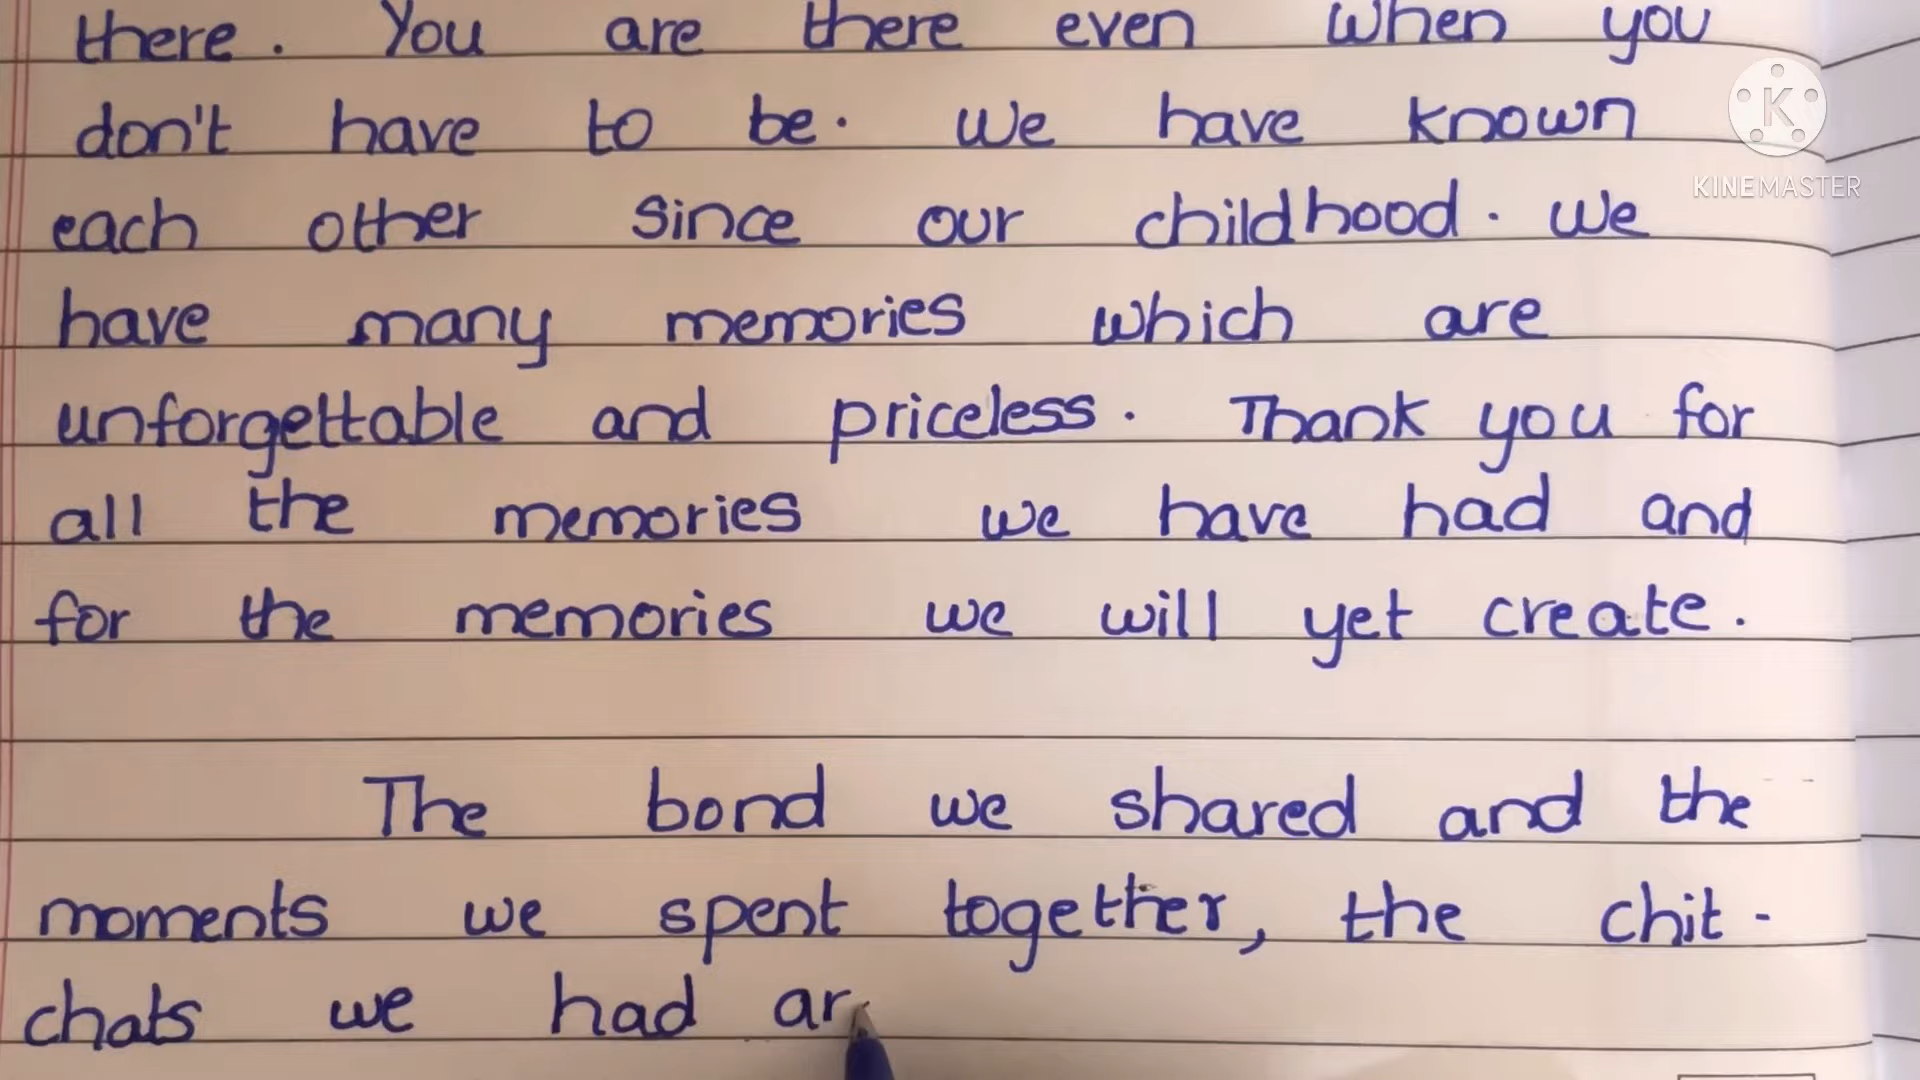 there. You are there even when you
don't have to be. We have known
each other since our childhood. We
have many memories which are
unforgettable and priceless. Thank you for
all the memories we have had and
for the memories we will yet create.
The bond we shared and the
moments we spent together, the chit-
chats we had ar
K
KINEMASTER